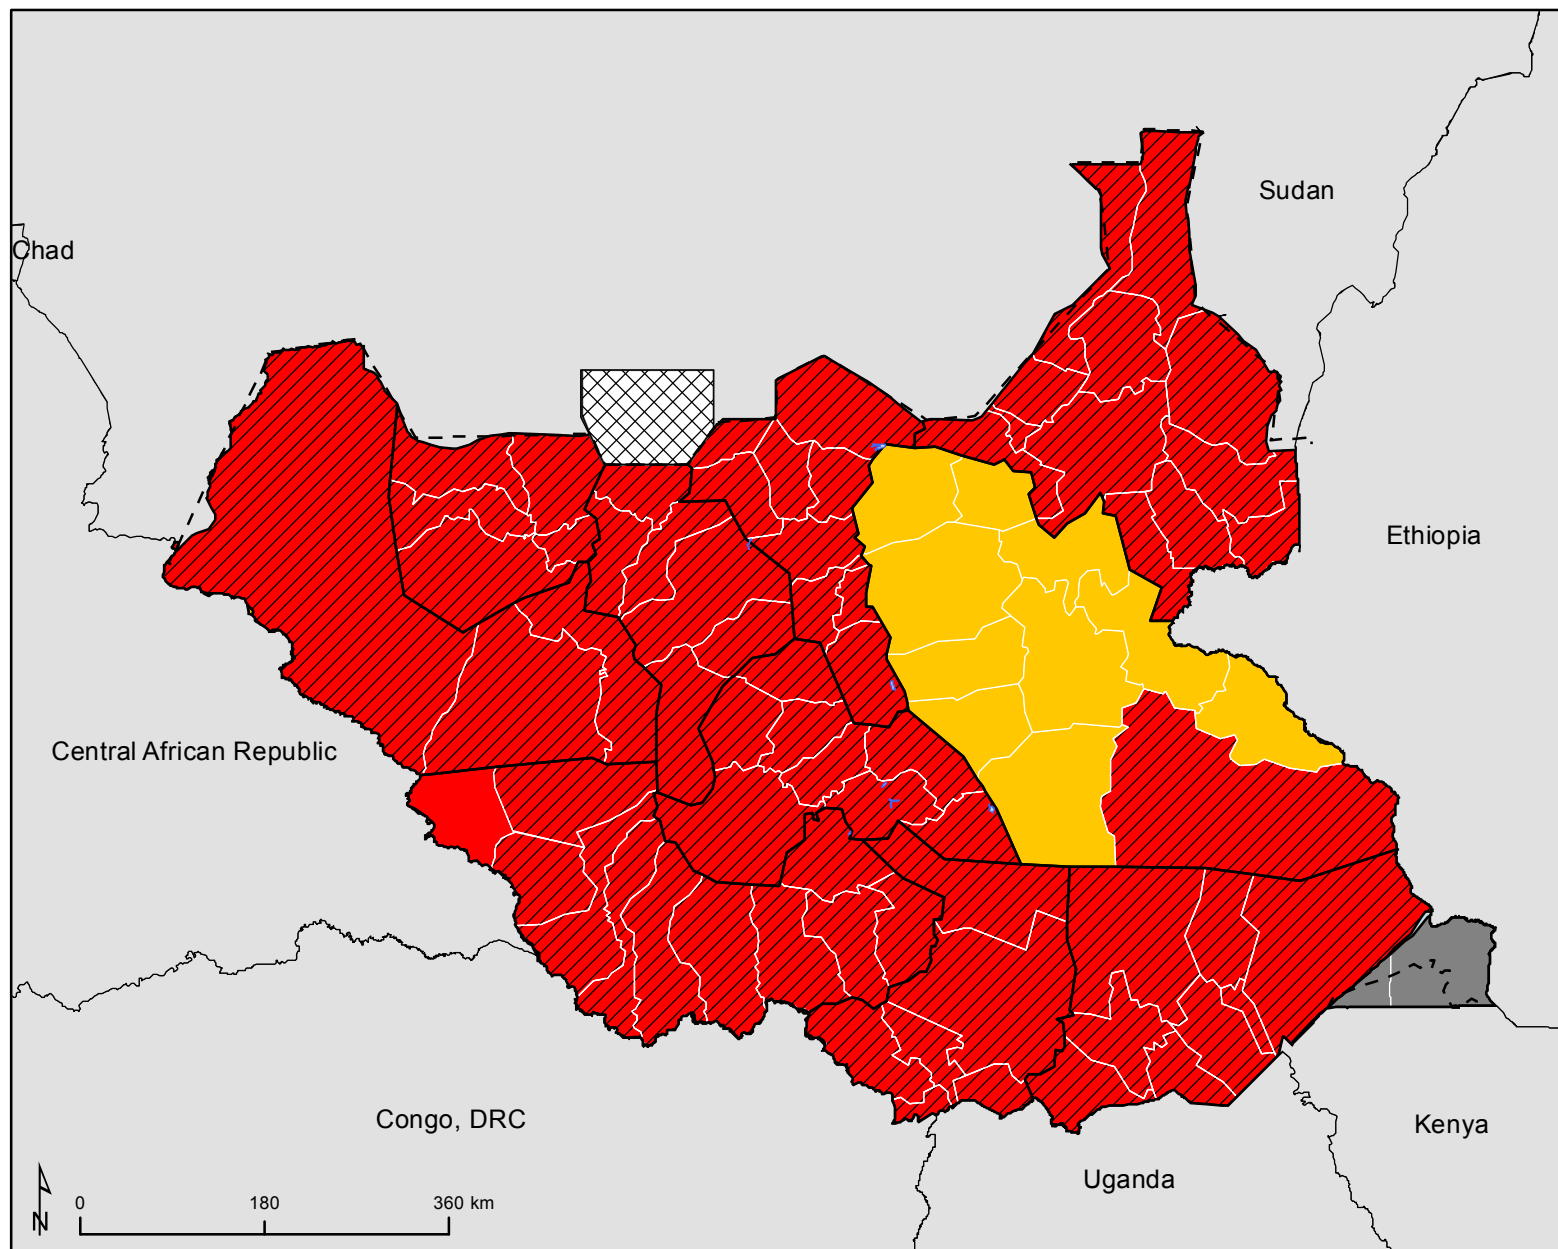 Sudan
Chad
Ethiopia
Central African Republic
Congo, DRC
Kenya
Uganda
N
0 180 360 km